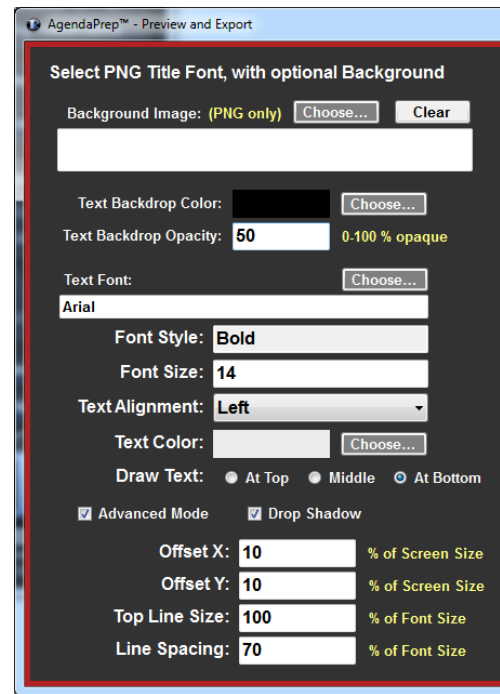 AgendaPrep™ - Preview and Export
Select PNG Title Font, with optional Background
Background Image: (PNG only) Choose... Clear
Text Backdrop Color: Choose...
Text Backdrop Opacity: 50 0-100 % opaque
Text Font: Choose...
Arial
Font Style: Bold
Font Size: 14
Text Alignment: Left
Text Color: Choose...
Draw Text: At Top Middle At Bottom
Advanced Mode Drop Shadow
Offset X: 10 % of Screen Size
Offset Y: 10 % of Screen Size
Top Line Size: 100 % of Font Size
Line Spacing: 70 % of Font Size